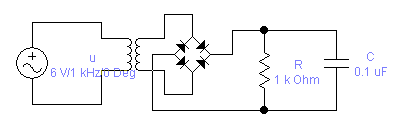 u
6 V/1 kHz/0 Deg
R
1 k Ohm
C
0.1 uF